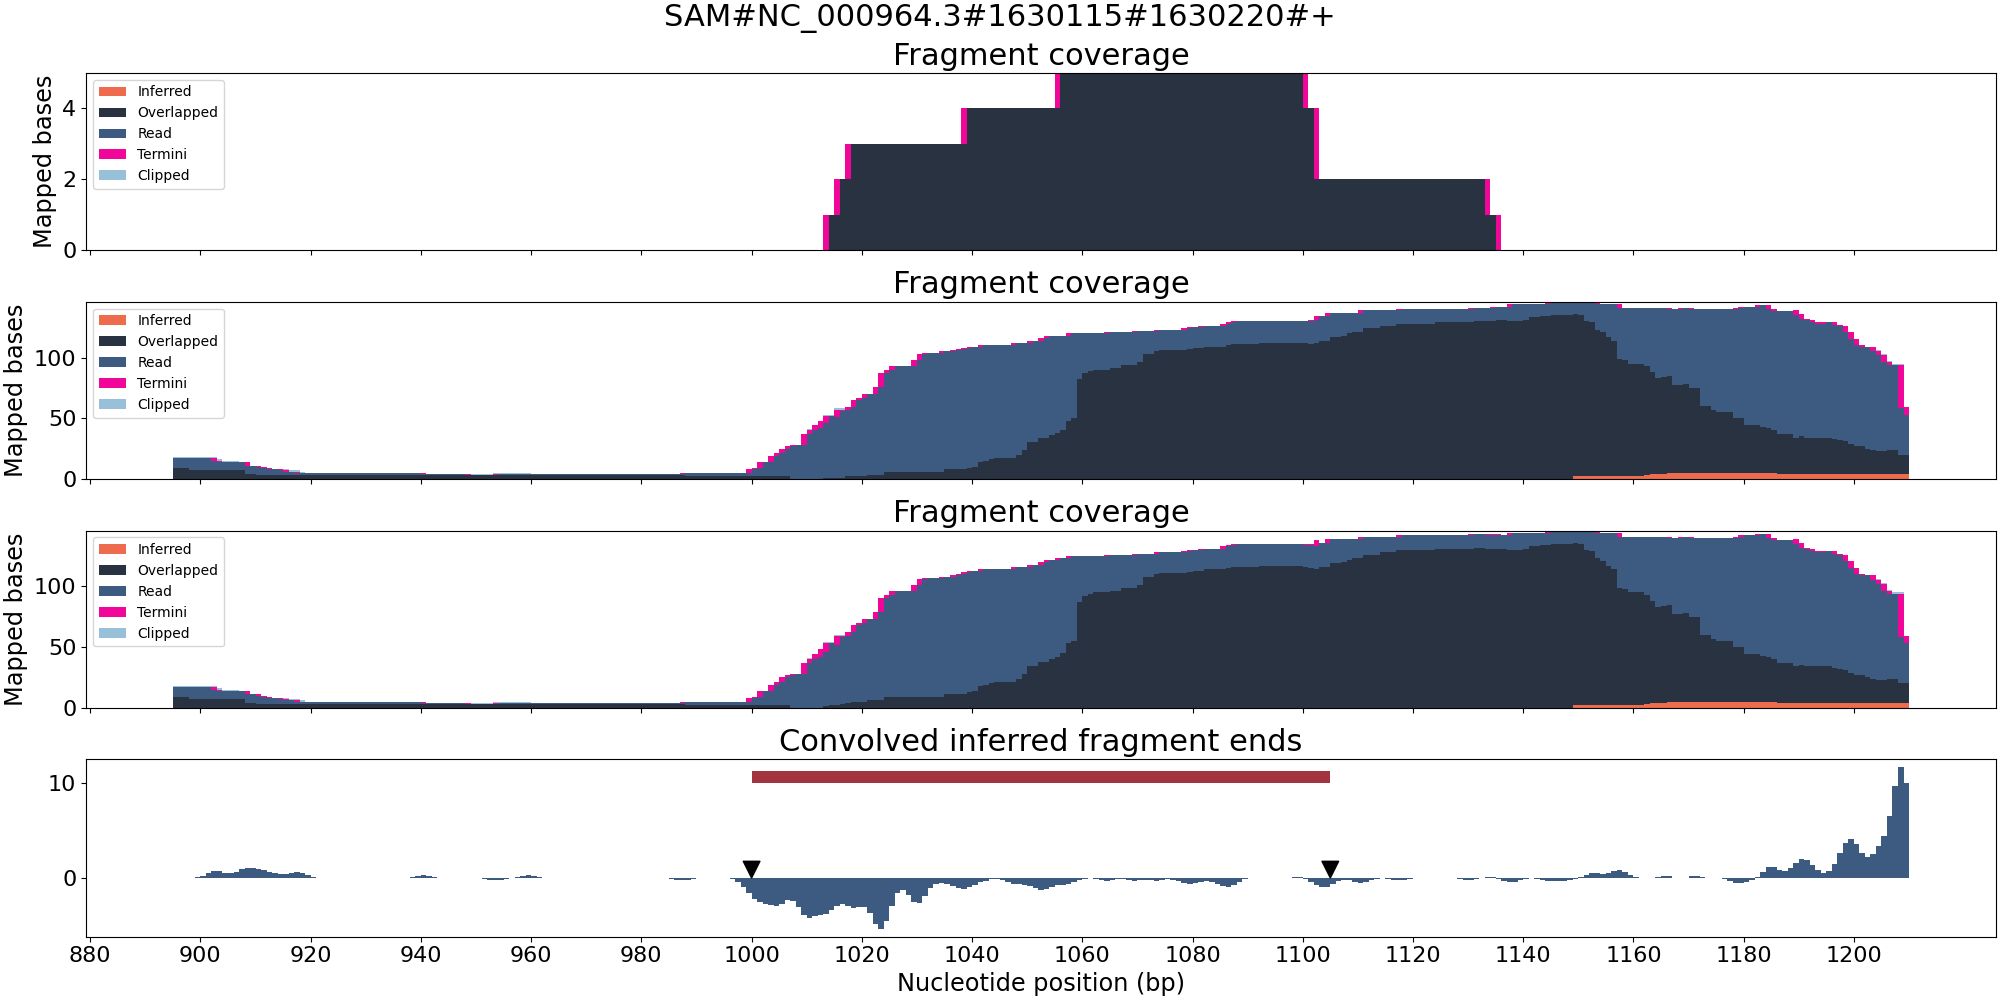 SAM#NC_000964.3#1630115#1630220#+
Fragment coverage
Mapped bases
4
2
0
Inferred
Overlapped
Read
Termini
Clipped
Fragment coverage
Mapped bases
100
50
0
Inferred
Overlapped
Read
Termini
Clipped
Fragment coverage
Mapped bases
100
50
0
Inferred
Overlapped
Read
Termini
Clipped
Convolved inferred fragment ends
10
0
880 900 920 940 960 980 1000 1020 1040 1060 1080 1100 1120 1140 1160 1180 1200
Nucleotide position (bp)